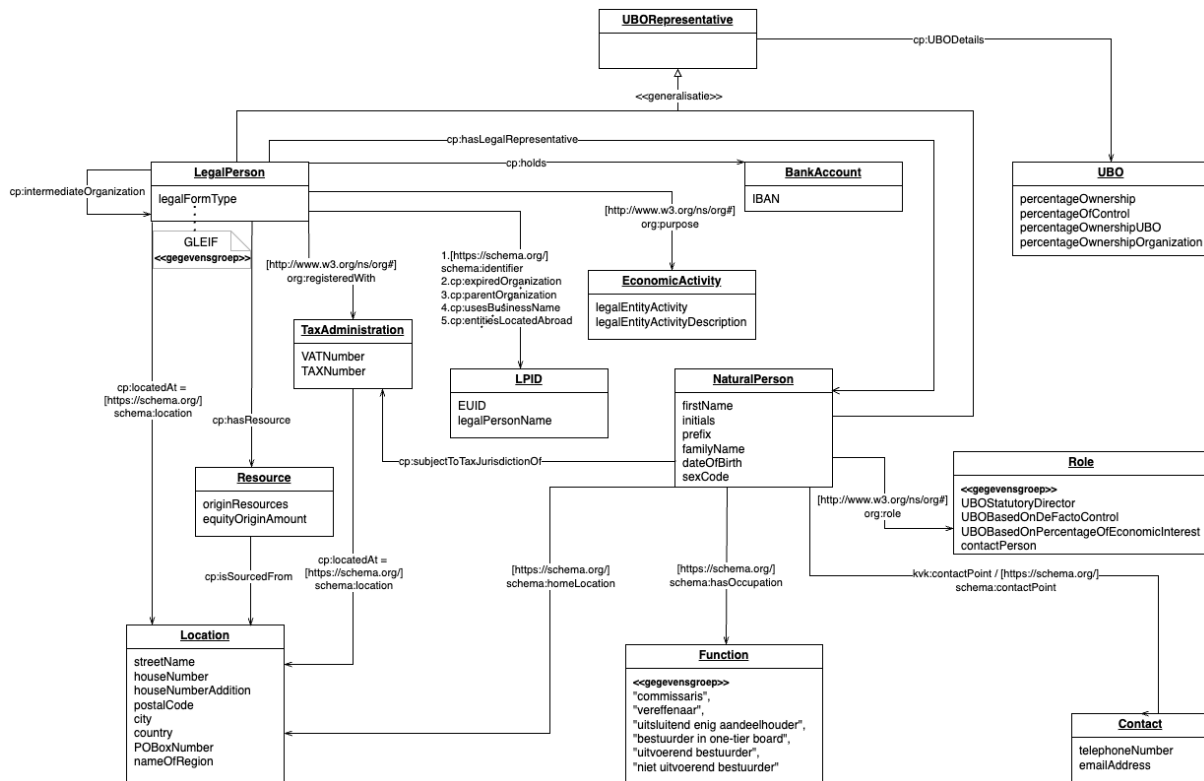 UBORepresentative
cp:UBODetails
<<generalisatie>>
cp:hasLegalRepresentative
cp:holds
LegalPerson
legalFormType
cp:intermediateOrganization
GLEIF
<<gegevensgroep>>
BankAccount
IBAN
UBO
percentageOwnership
percentageOfControl
percentageOwnershipUBO
percentageOwnershipOrganization
[http://www.w3.org/ns/org#]
org:purpose
[http://www.w3.org/ns/org#]
org:registeredWith
1.[https://schema.org/]
schema:identifier
2.cp:expiredOrganization
3.cp:parentOrganization
4.cp:usesBusinessName
5.cp:entitiesLocatedAbroad
EconomicActivity
legalEntityActivity
legalEntityActivityDescription
TaxAdministration
VATNumber
TAXNumber
LPID
EUID
legalPersonName
NaturalPerson
firstName
initials
prefix
familyName
dateOfBirth
sexCode
cp:locatedAt =
[https://schema.org/]
schema:location
cp:hasResource
cp:subjectToTaxJurisdictionOf
Resource
originResources
equityOriginAmount
[http://www.w3.org/ns/org#]
org:role
Role
<<gegevensgroep>>
UBOStatutoryDirector
UBOBasedOnDeFactoControl
UBOBasedOnPercentageOfEconomicInterest
contactPerson
cp:isSourcedFrom
cp:locatedAt =
[https://schema.org/]
schema:location
[https://schema.org/]
schema:homeLocation
[https://schema.org/]
schema:hasOccupation
kvk:contactPoint / [https://schema.org/]
schema:contactPoint
Location
streetName
houseNumber
houseNumberAddition
postalCode
city
country
POBoxNumber
nameOfRegion
Function
<<gegevensgroep>>
"commissaris",
"vereffenaar",
"uitsluitend enig aandeelhouder",
"bestuurder in one-tier board",
"uitvoerend bestuurder",
"niet uitvoerend bestuurder"
Contact
telephoneNumber
emailAddress